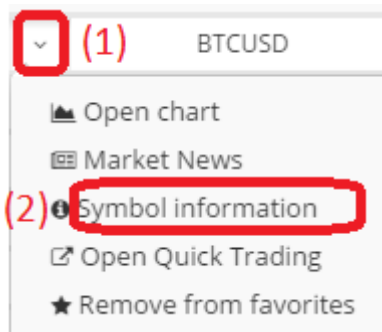 (1) BTCUSD
Open chart
Market News
(2) Symbol information
Open Quick Trading
Remove from favorites